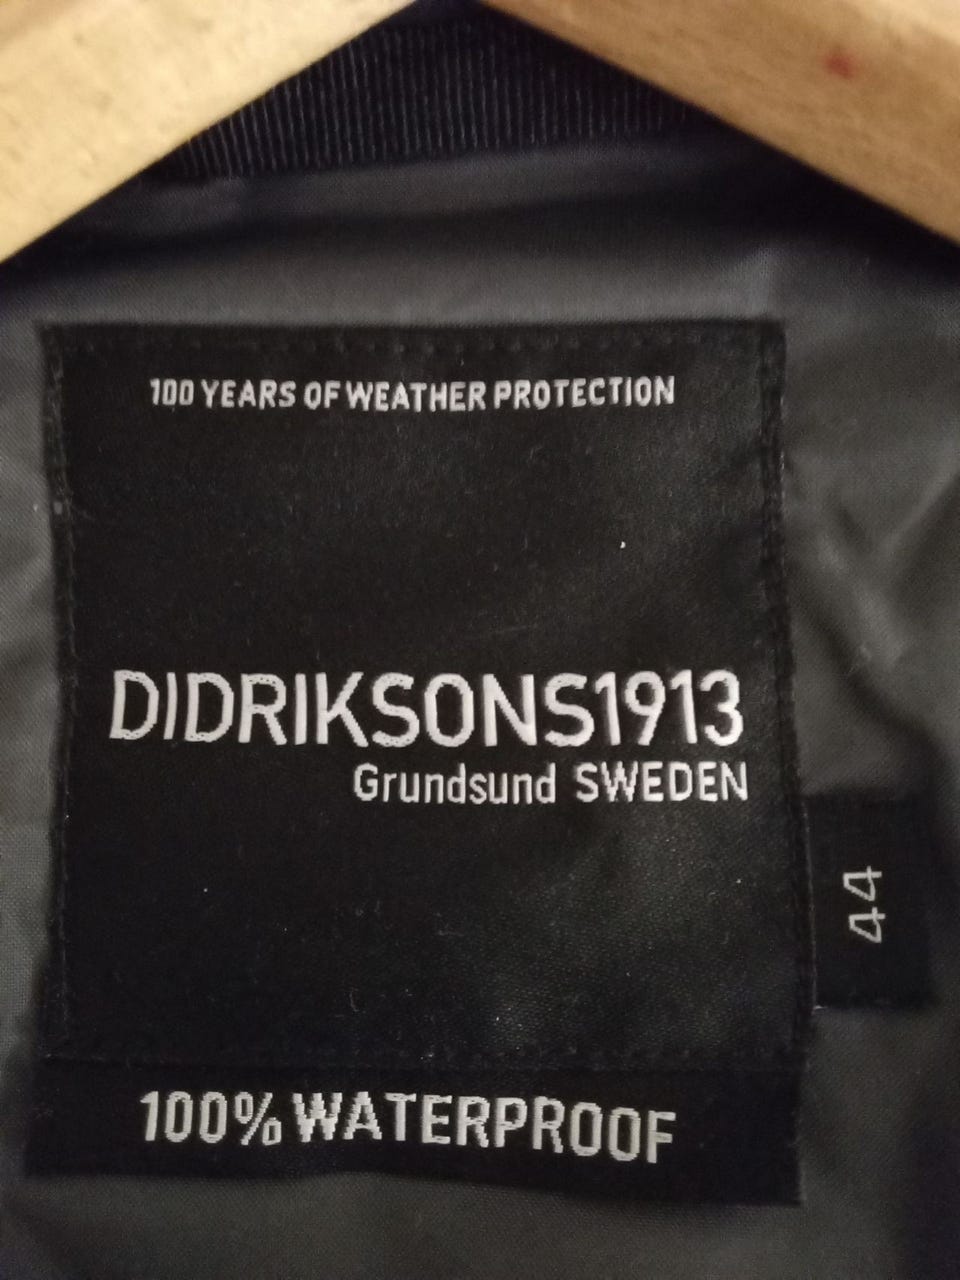 100 YEARS OF WEATHER PROTECTION
DIDRIKSONS1913
Grundsund SWEDEN
44
100% WATERPROOF